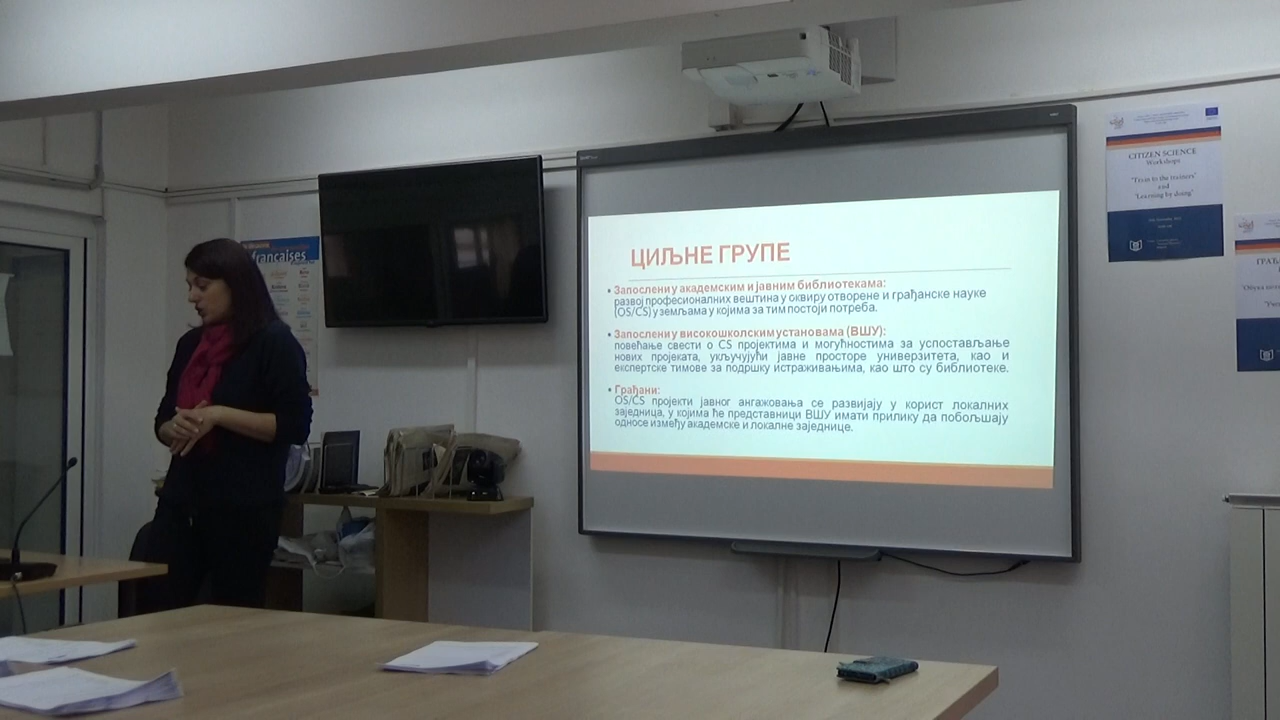 ЦИЉНЕ ГРУПЕ
• Запослени у академским и јавним библиотекама:
развој професионалних вештина у оквиру отворене и грађанске науке
(OS/CS) у земљама у којима за тим постоји потреба.
• Запослени у високошколским установама (ВШУ):
повећање свести о CS пројектима и могућностима за успостављање
нових пројеката, укључујући јавне просторе универзитета, као и
експертске тимове за подршку истраживањима, као што су библиотеке.
• Грађани:
OS/CS пројекти јавног ангажовања се развијају у корист локалних
заједница, у којима ће представници ВШУ имати прилику да побољшају
односе између академске и локалне заједнице.
CITIZEN SCIENCE
Workshops
"Train to the trainers"
and
"Learning by doing"
françaises